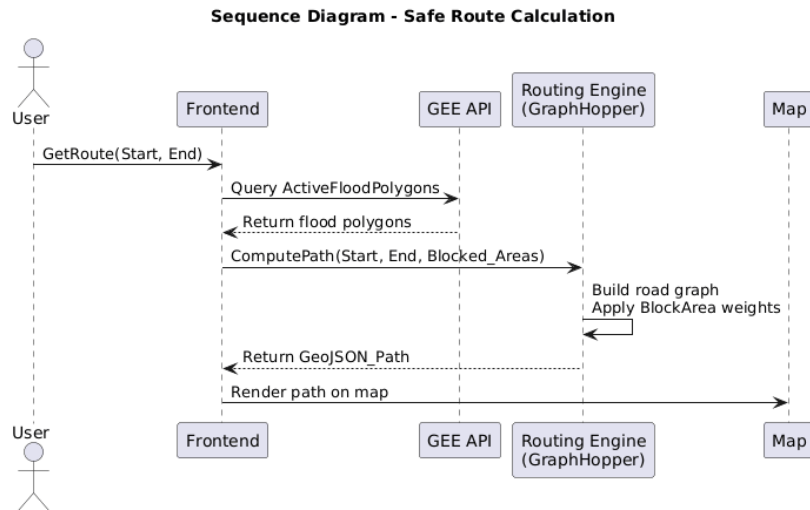 Sequence Diagram - Safe Route Calculation
User
Frontend
GEE API
Routing Engine
(GraphHopper)
Map
GetRoute(Start, End)
Query ActiveFloodPolygons
Return flood polygons
ComputePath(Start, End, Blocked_Areas)
Build road graph
Apply BlockArea weights
Return GeoJSON_Path
Render path on map
User
Frontend
GEE API
Routing Engine
(GraphHopper)
Map